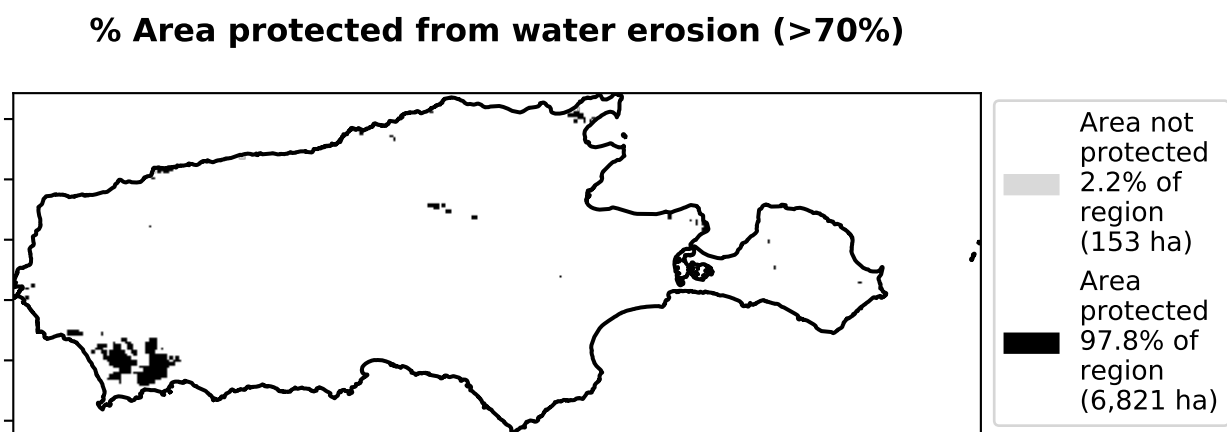 % Area protected from water erosion (>70%)
Area not
protected
2.2% of
region
(153 ha)
Area
protected
97.8% of
region
(6,821 ha)